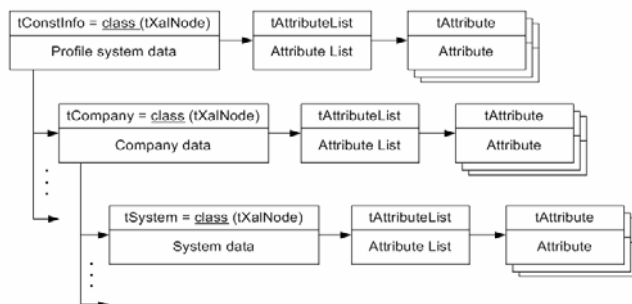 tConstInfo = class (tXalNode)
Profile system data
tAttributeList
Attribute List
tAttribute
Attribute
tCompany = class (tXalNode)
Company data
tAttributeList
Attribute List
tAttribute
Attribute
tSystem = class (tXalNode)
System data
tAttributeList
Attribute List
tAttribute
Attribute